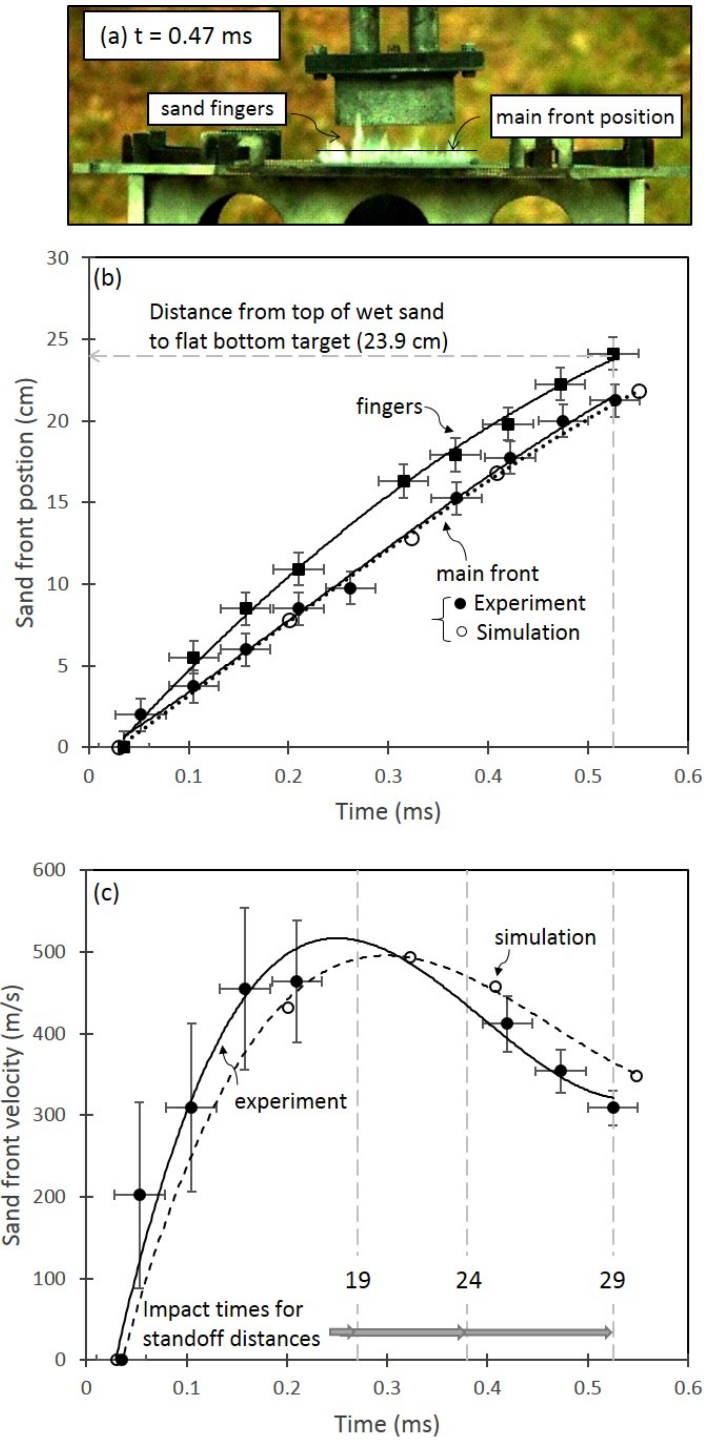 (a) t = 0.47 ms
sand fingers
main front position
(b)
30
25
20
15
10
5
0
Sand front postion (cm)
Distance from top of wet sand
to flat bottom target (23.9 cm)
fingers
main front
Experiment
Simulation
0
0.1
0.2
0.3
0.4
0.5
0.6
Time (ms)
(c)
600
500
400
300
200
100
0
Sand front velocity (m/s)
simulation
experiment
19
24
29
Impact times for
standoff distances
0
0.1
0.2
0.3
0.4
0.5
0.6
Time (ms)